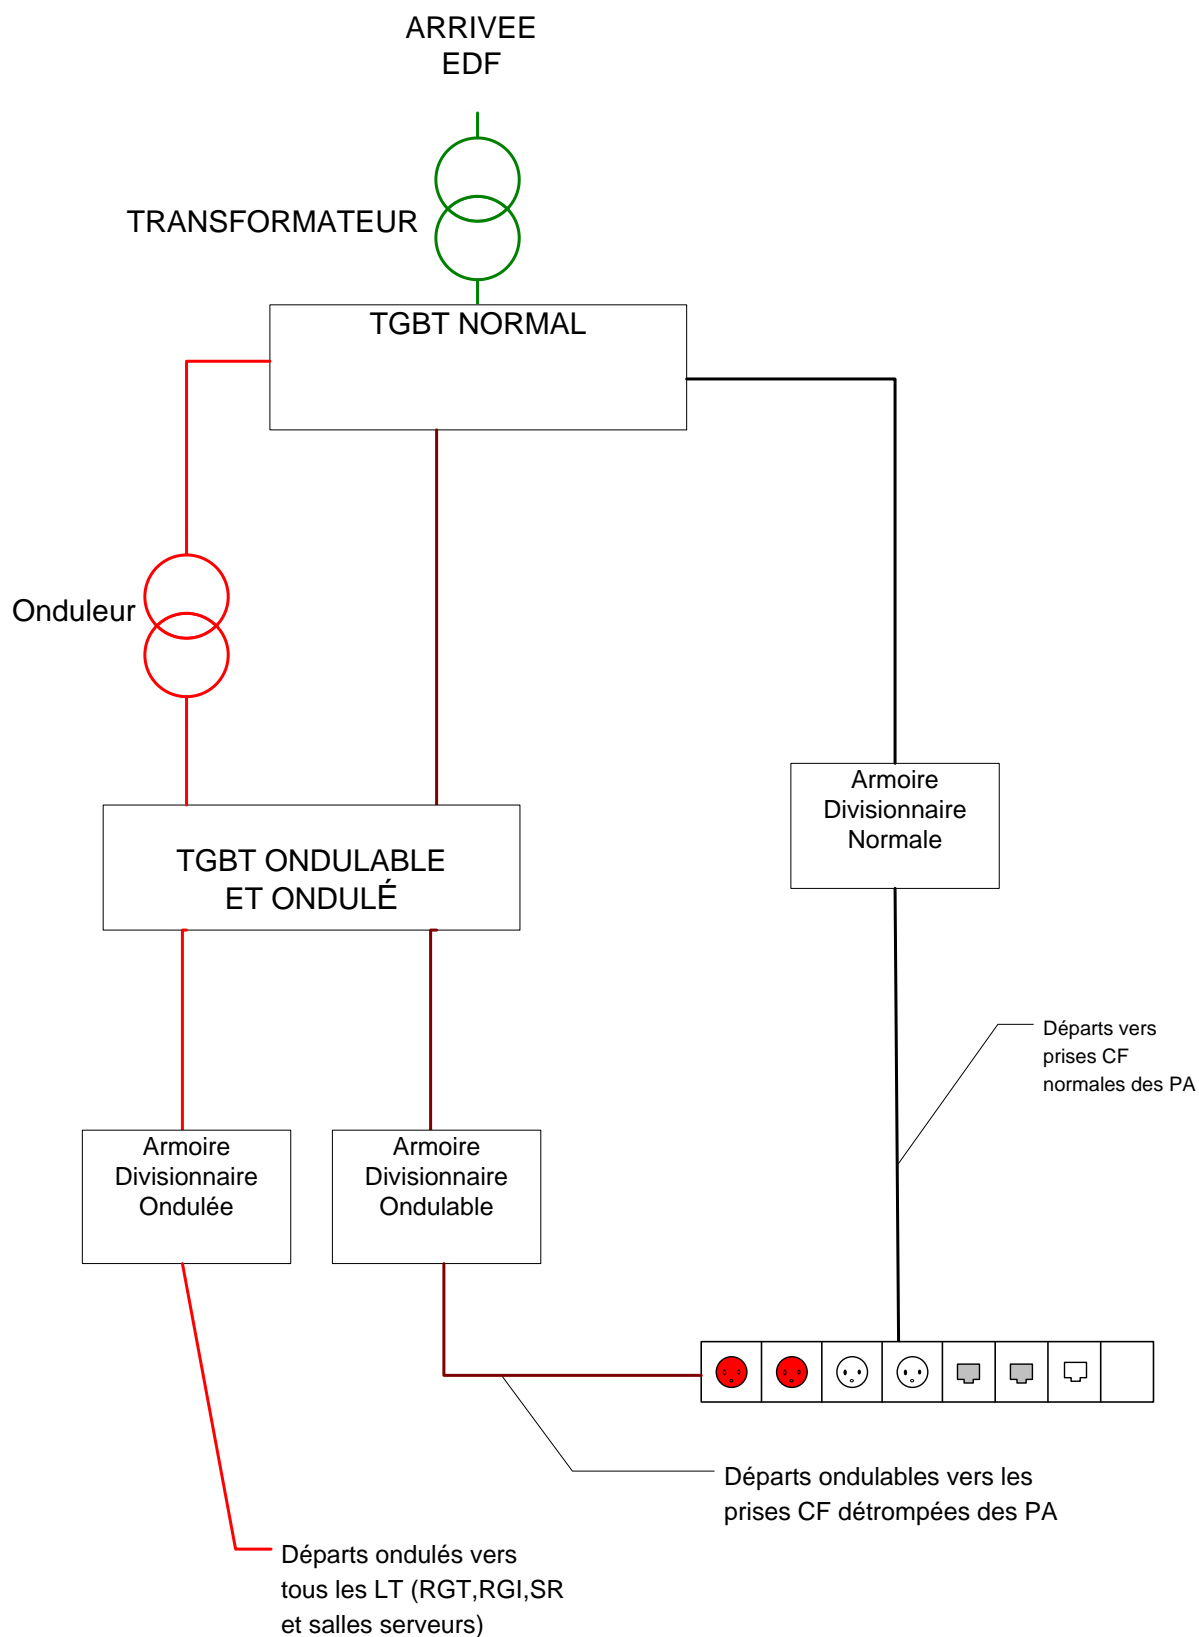 ARRIVEE
EDF
TRANSFORMATEUR
TGBT NORMAL
Onduleur
Armoire
Divisionnaire
Normale
TGBT ONDULABLE
ET ONDULÉ
Départs vers
prises CF
normales des PA
Armoire
Divisionnaire
Ondulée
Armoire
Divisionnaire
Ondulable
Départs ondulables vers les
prises CF détrompées des PA
Départs ondulés vers
tous les LT (RGT,RGI,SR
et salles serveurs)